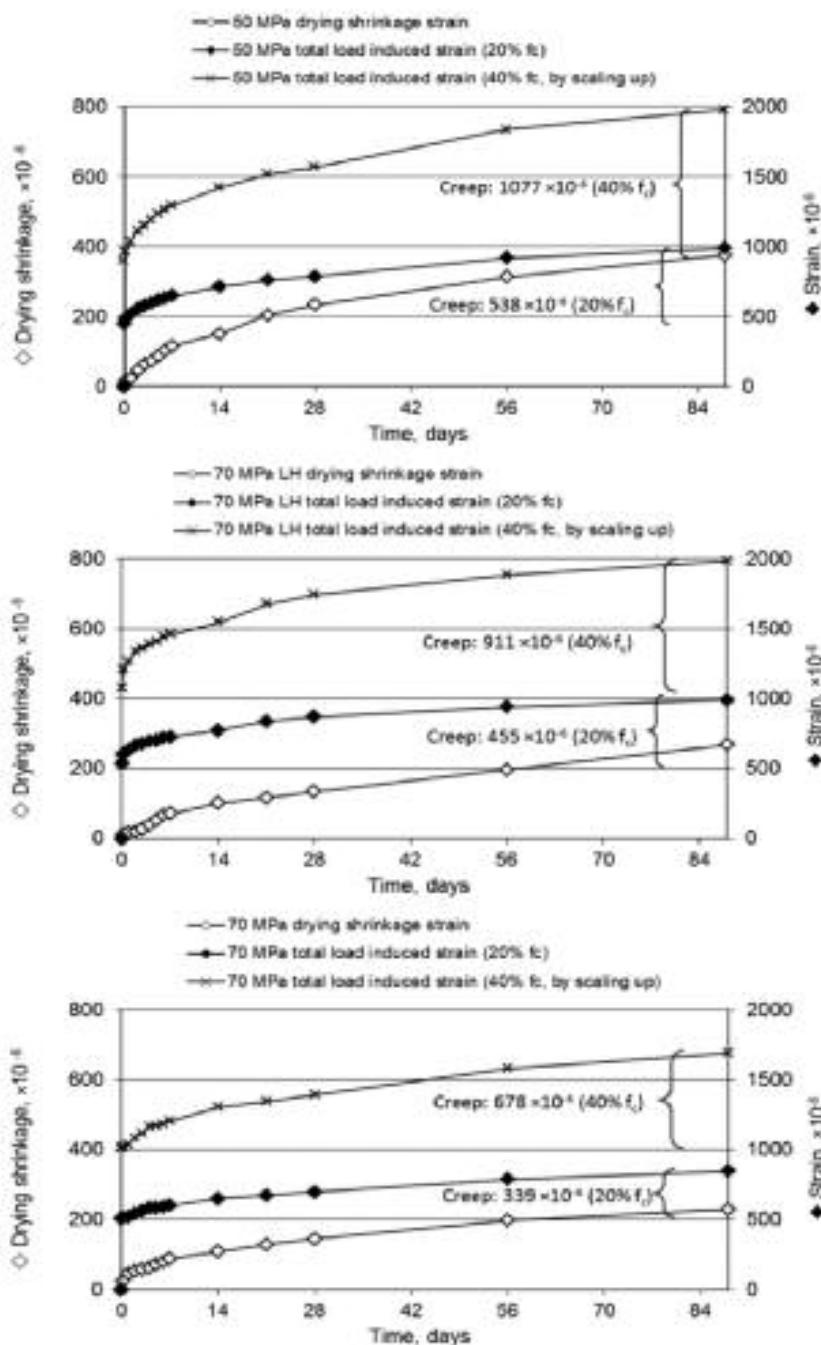 50 MPa drying shrinkage strain
50 MPa total load induced strain (20% fc)
50 MPa total load induced strain (40% fc, by scaling up)
800
600
400
200
0
2000
1500
1000
500
0
Drying shrinkage, ×10⁻⁶
Strain, ×10⁻⁶
Creep: 1077 ×10⁻⁶ (40% fc)
Creep: 538 ×10⁻⁶ (20% fc)
0 14 28 42 56 70 84
Time, days
70 MPa LH drying shrinkage strain
70 MPa LH total load induced strain (20% fc)
70 MPa LH total load induced strain (40% fc, by scaling up)
800
600
400
200
0
2000
1500
1000
500
0
Drying shrinkage, ×10⁻⁶
Strain, ×10⁻⁶
Creep: 911 ×10⁻⁶ (40% fc)
Creep: 455 ×10⁻⁶ (20% fc)
0 14 28 42 56 70 84
Time, days
70 MPa drying shrinkage strain
70 MPa total load induced strain (20% fc)
70 MPa total load induced strain (40% fc, by scaling up)
800
600
400
200
0
2000
1500
1000
500
0
Drying shrinkage, ×10⁻⁶
Strain, ×10⁻⁶
Creep: 678 ×10⁻⁶ (40% fc)
Creep: 339 ×10⁻⁶ (20% fc)
0 14 28 42 56 70 84
Time, days